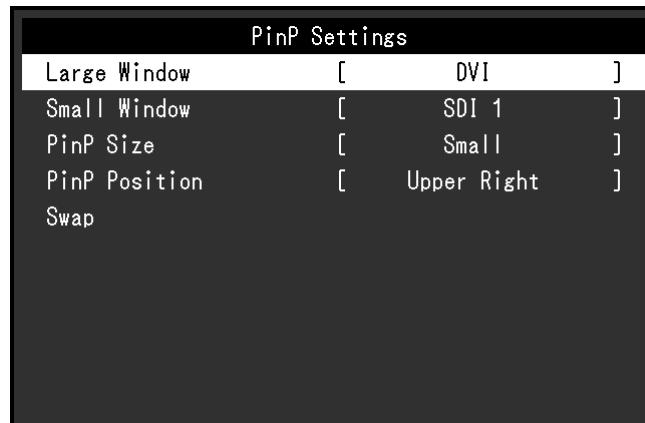 PinP Settings
Large Window [ DVI ]
Small Window [ SDI 1 ]
PinP Size [ Small ]
PinP Position [ Upper Right ]
Swap